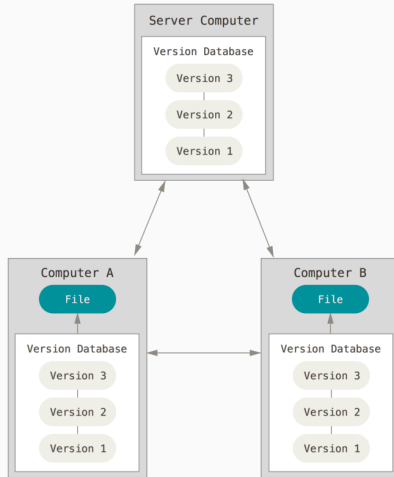 Server Computer
Version Database
Version 3
Version 2
Version 1
Computer A
File
Version Database
Version 3
Version 2
Version 1
Computer B
File
Version Database
Version 3
Version 2
Version 1